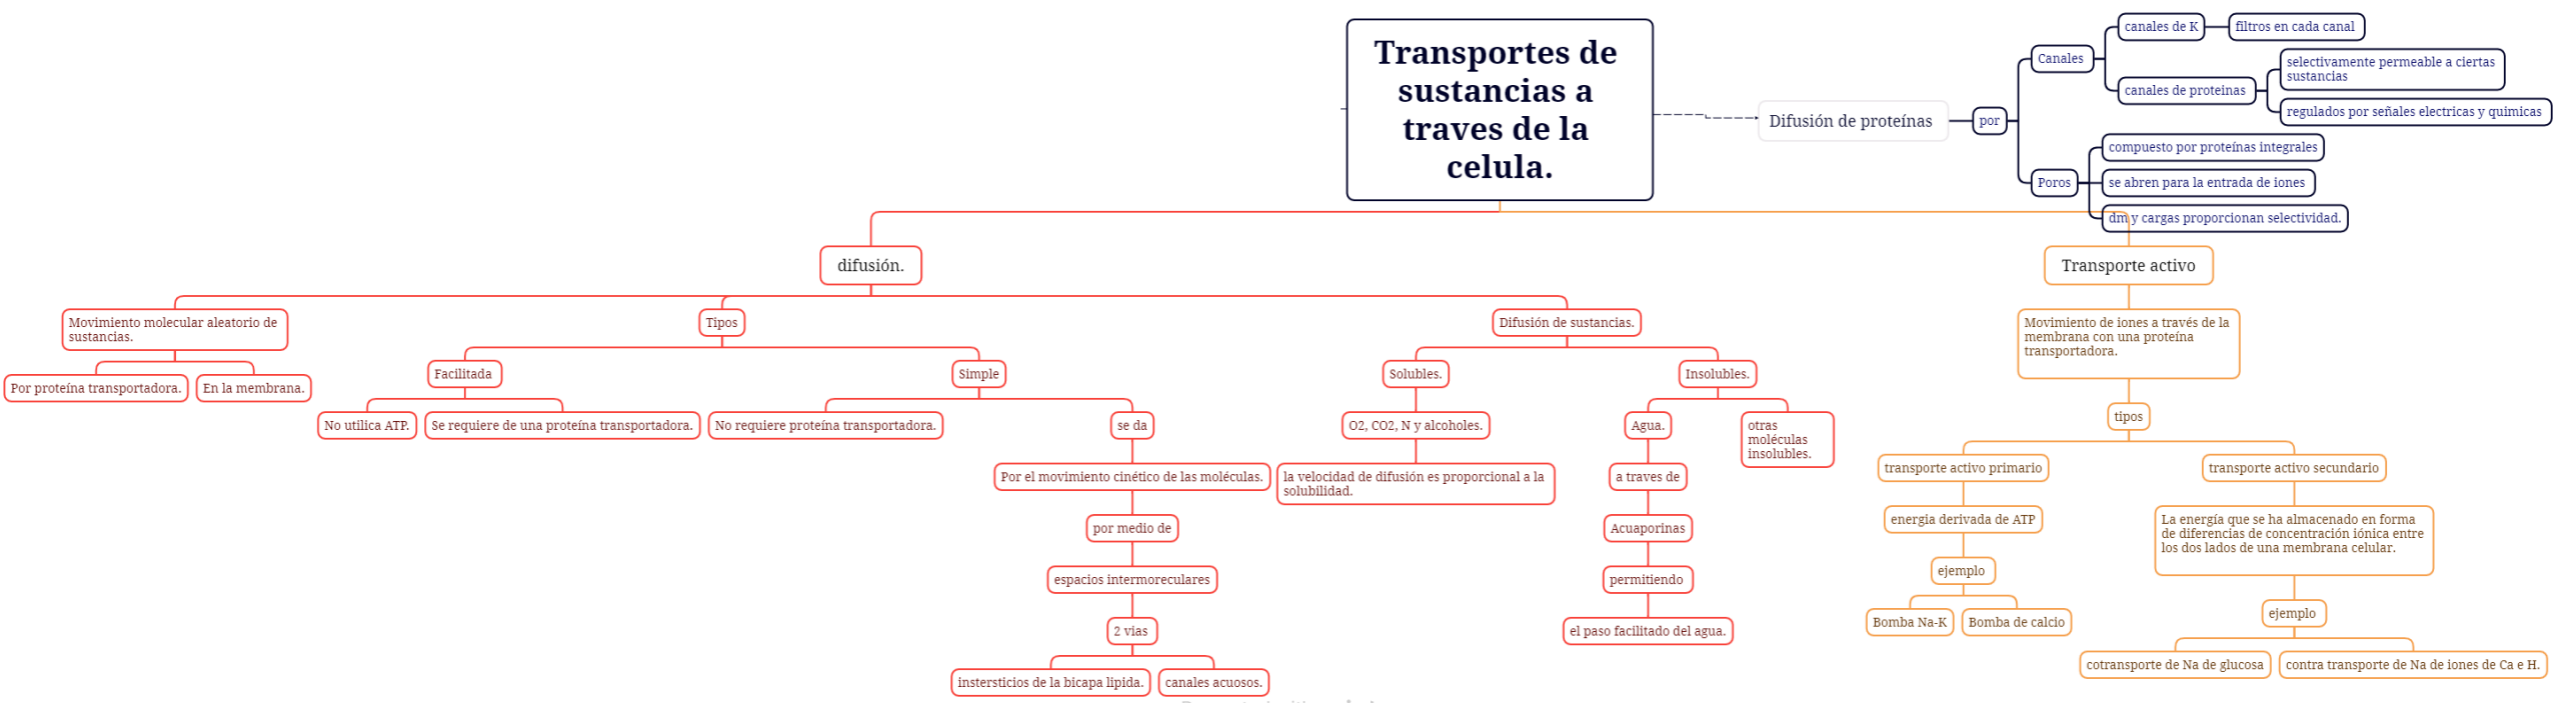 Transportes de
sustancias a
traves de la
celula.
Difusión de proteínas
por
Canales
canales de K
filtros en cada canal
canales de proteinas
selectivamente permeable a ciertas
sustancias
regulados por señales electricas y quimicas
Poros
compuesto por proteínas integrales
se abren para la entrada de iones
dm y cargas proporcionan selectividad.
difusión.
Movimiento molecular aleatorio de
sustancias.
Por proteína transportadora.
En la membrana.
Tipos
Facilitada
No utilica ATP.
Se requiere de una proteína transportadora.
Simple
No requiere proteína transportadora.
se da
Por el movimiento cinético de las moléculas.
por medio de
espacios intermoreculares
2 vias
instersticios de la bicapa lipida.
canales acuosos.
Difusión de sustancias.
Solubles.
O2, CO2, N y alcoholes.
la velocidad de difusión es proporcional a la
solubilidad.
Insolubles.
Agua.
a traves de
Acuaporinas
permitiendo
el paso facilitado del agua.
otras
moléculas
insolubles.
Transporte activo
Movimiento de iones a través de la
membrana con una proteína
transportadora.
tipos
transporte activo primario
energia derivada de ATP
ejemplo
Bomba Na-K
Bomba de calcio
transporte activo secundario
La energía que se ha almacenado en forma
de diferencias de concentración iónica entre
los dos lados de una membrana celular.
ejemplo
cotransporte de Na de glucosa
contra transporte de Na de iones de Ca e H.